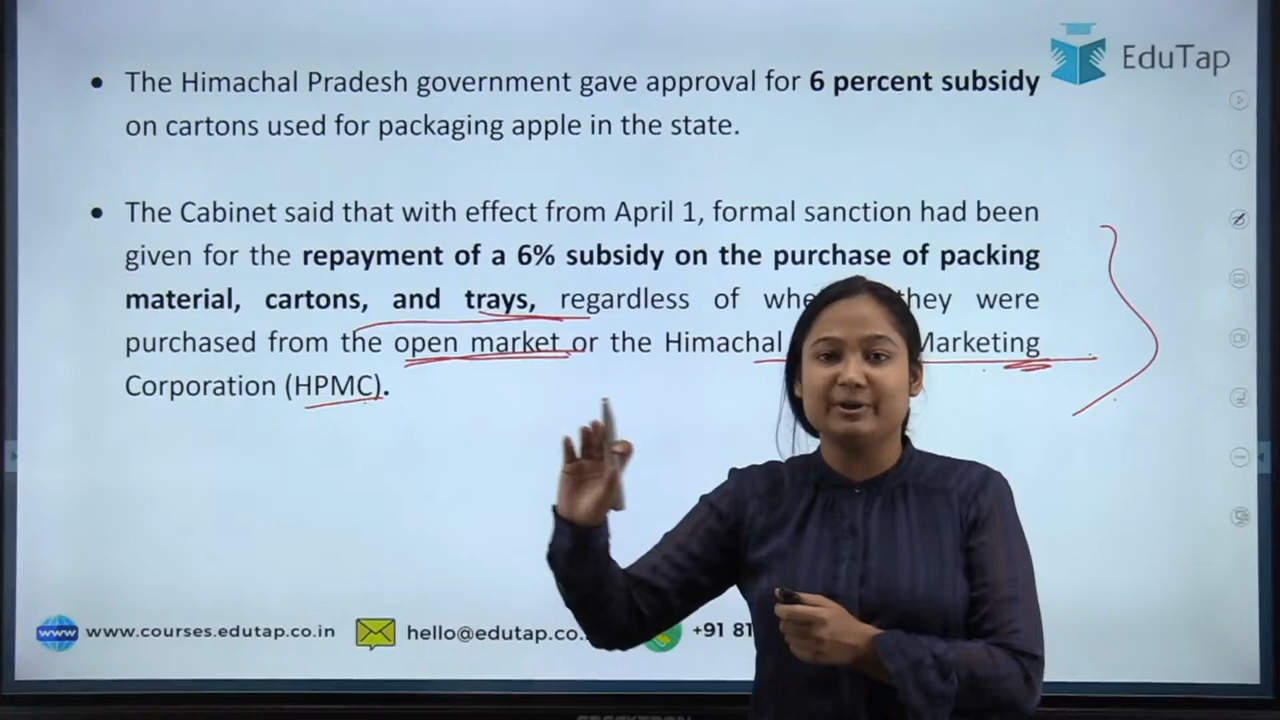 EduTap
• The Himachal Pradesh government gave approval for 6 percent subsidy
on cartons used for packaging apple in the state.
• The Cabinet said that with effect from April 1, formal sanction had been
given for the repayment of a 6% subsidy on the purchase of packing
material, cartons, and trays, regardless of they were
purchased from the open market or the Himachal Marketing
Corporation (HPMC).
www www.courses.edutap.co.in hello@edutap.co. +91 81